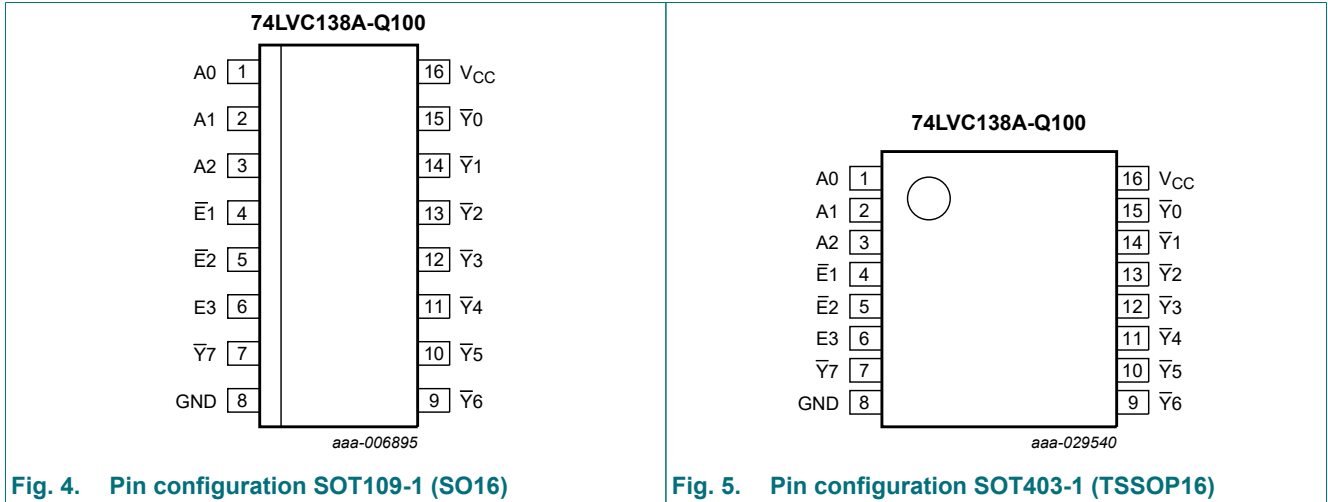 74LVC138A-Q100
A0 1 16 VCC
A1 2 15 Y̅0
A2 3 14 Y̅1
E̅1 4 13 Y̅2
E̅2 5 12 Y̅3
E3 6 11 Y̅4
Y̅7 7 10 Y̅5
GND 8 9 Y̅6
aaa-006895
Fig. 4. Pin configuration SOT109-1 (SO16)
74LVC138A-Q100
A0 1 16 VCC
A1 2 15 Y̅0
A2 3 14 Y̅1
E̅1 4 13 Y̅2
E̅2 5 12 Y̅3
E3 6 11 Y̅4
Y̅7 7 10 Y̅5
GND 8 9 Y̅6
aaa-029540
Fig. 5. Pin configuration SOT403-1 (TSSOP16)